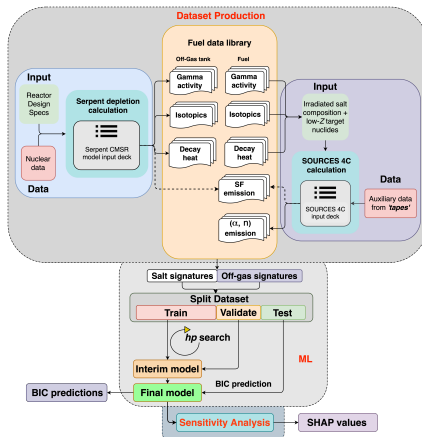 Dataset Production
Fuel data library
Off-Gas tank
Fuel
Input
Reactor
Design
Specs
Nuclear
data
Data
Serpent depletion
calculation
Serpent CMSR
model input deck
Gamma
activity
Gamma
activity
Isotopics
Isotopics
Decay
heat
Decay
heat
SF
emission
(α, n)
emission
Input
Irradiated salt
composition +
low-Z target
nuclides
SOURCES 4C
calculation
SOURCES 4C
input deck
Data
Auxiliary data
from 'tapes'
Salt signatures
Off-gas signatures
Split Dataset
Train
Validate
Test
hp search
ML
Interim model
BIC prediction
BIC predictions
Final model
Sensitivity Analysis
SHAP values